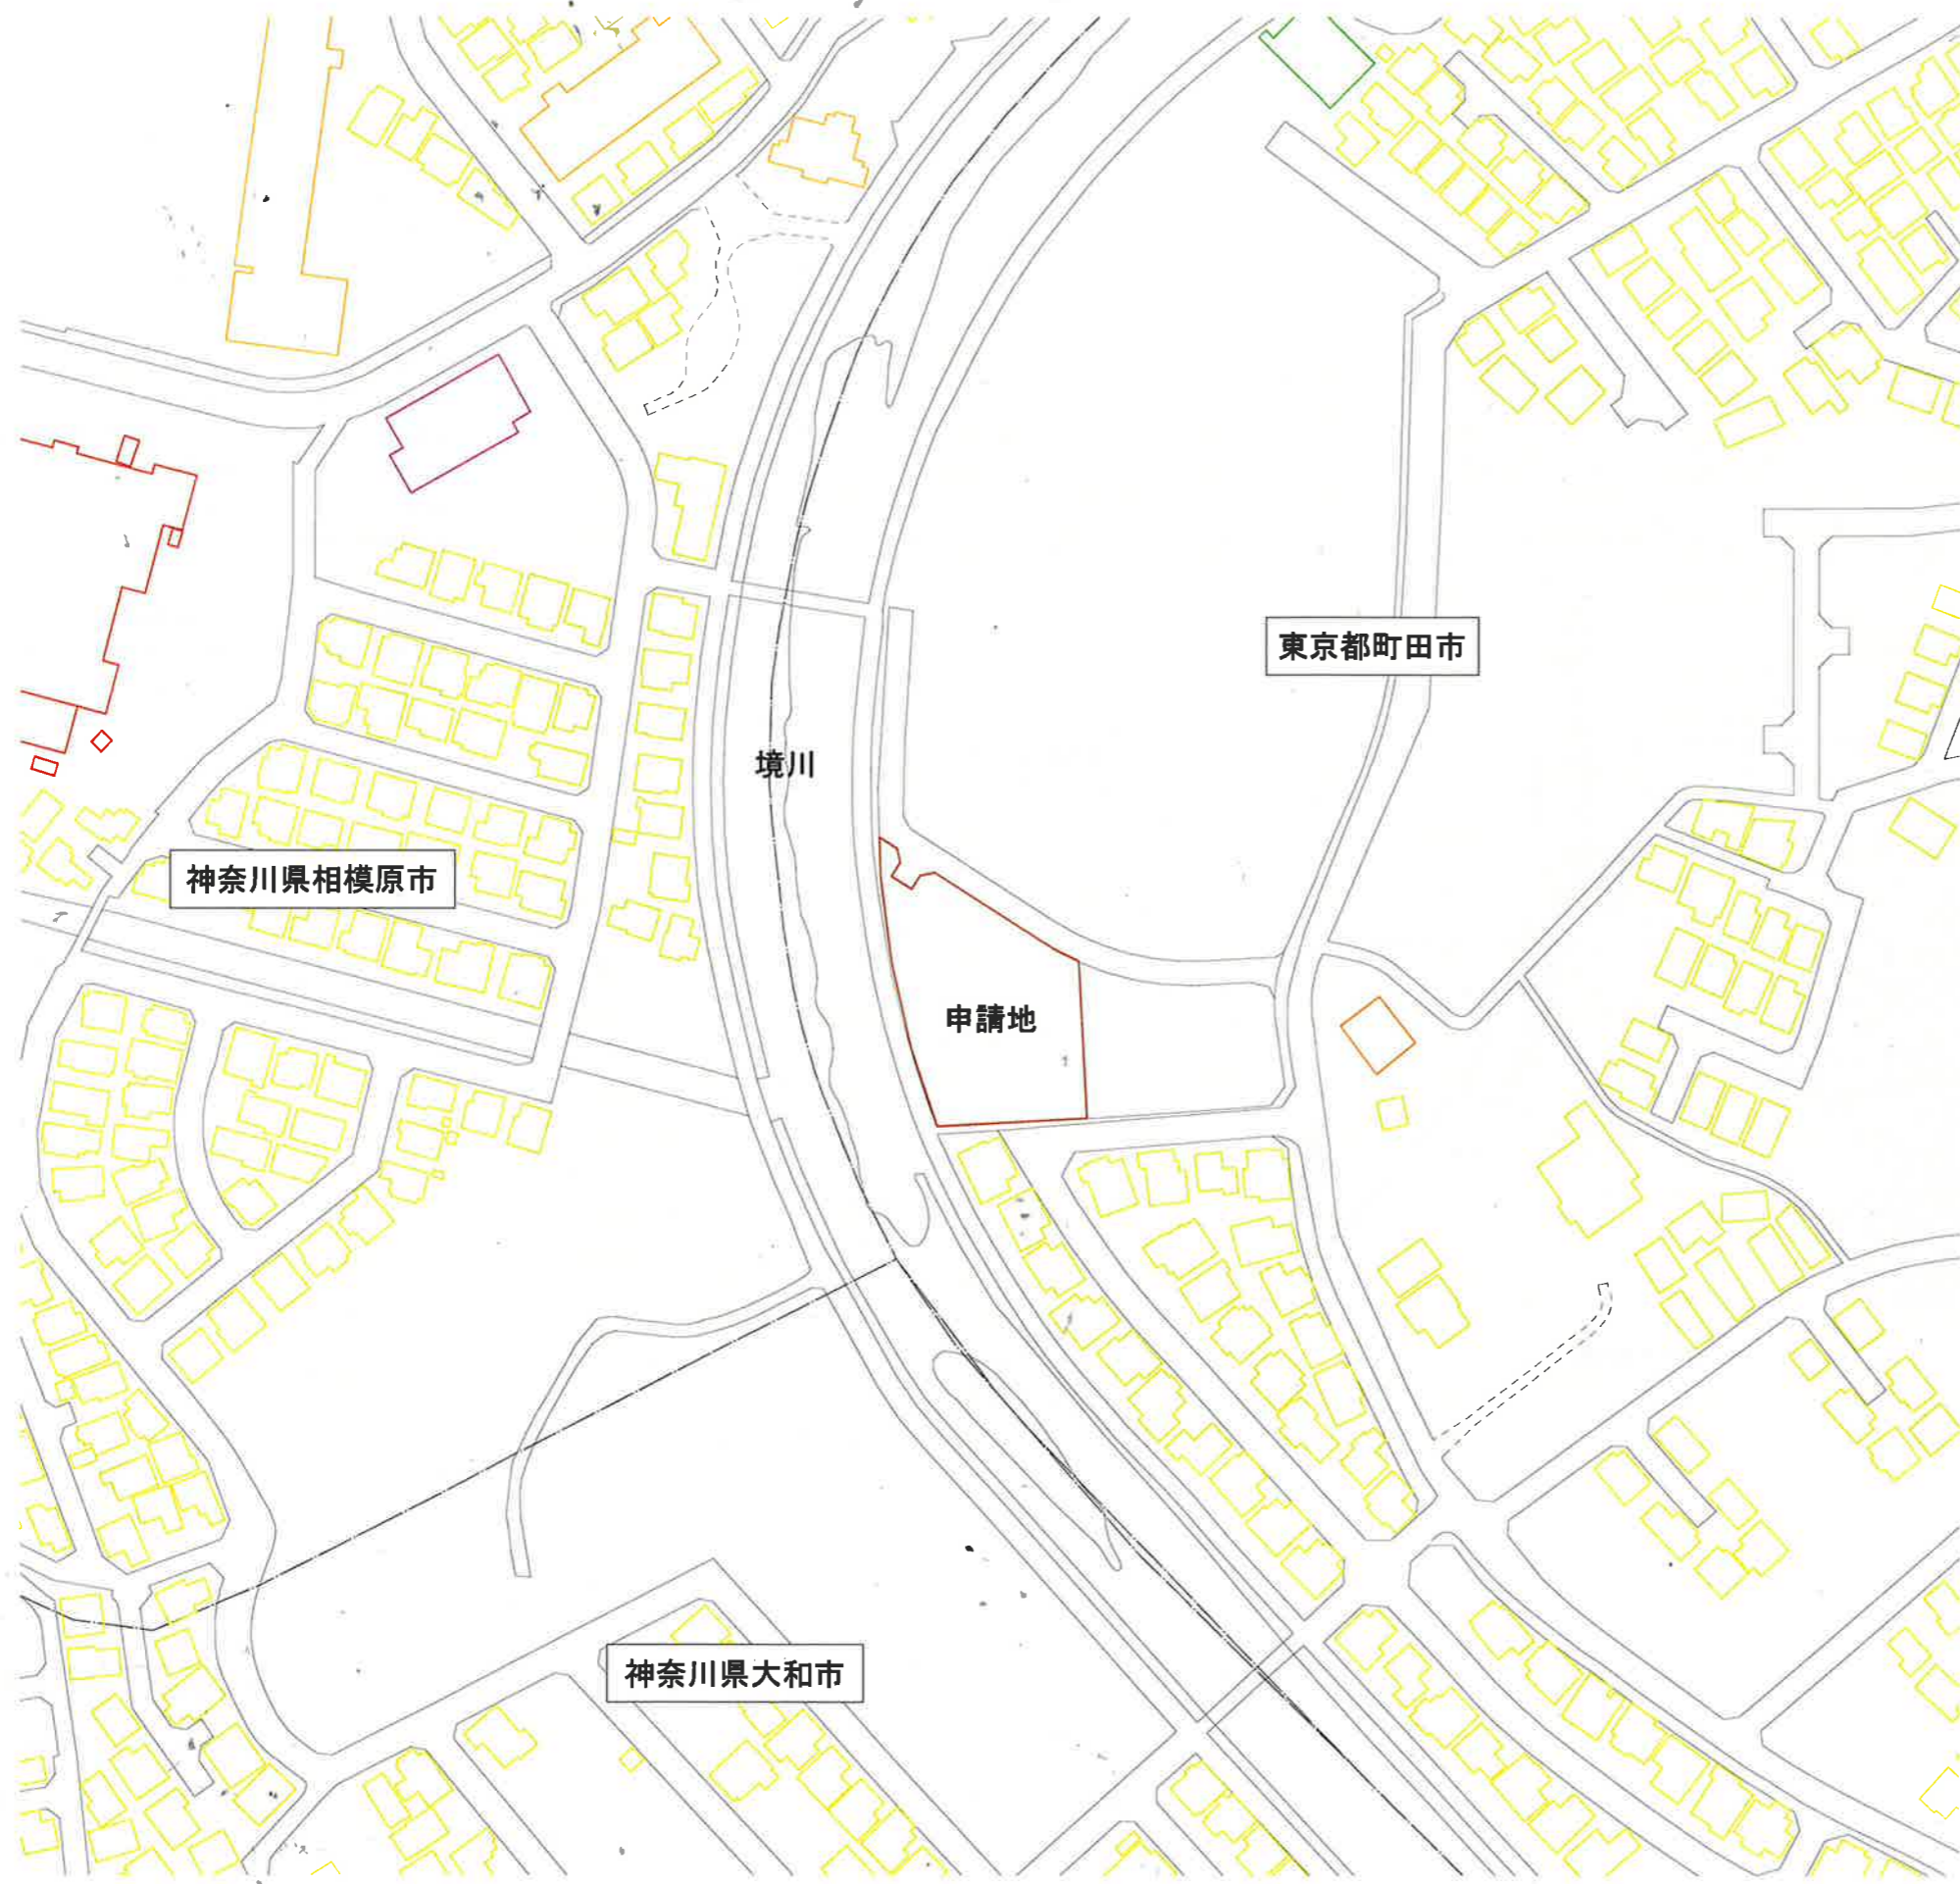 東京都町田市
境川
神奈川県相模原市
申請地
神奈川県大和市